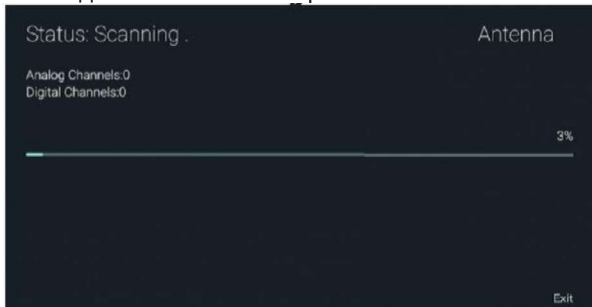 Status: Scanning .
Antenna
Analog Channels:0
Digital Channels:0
3%
Exit